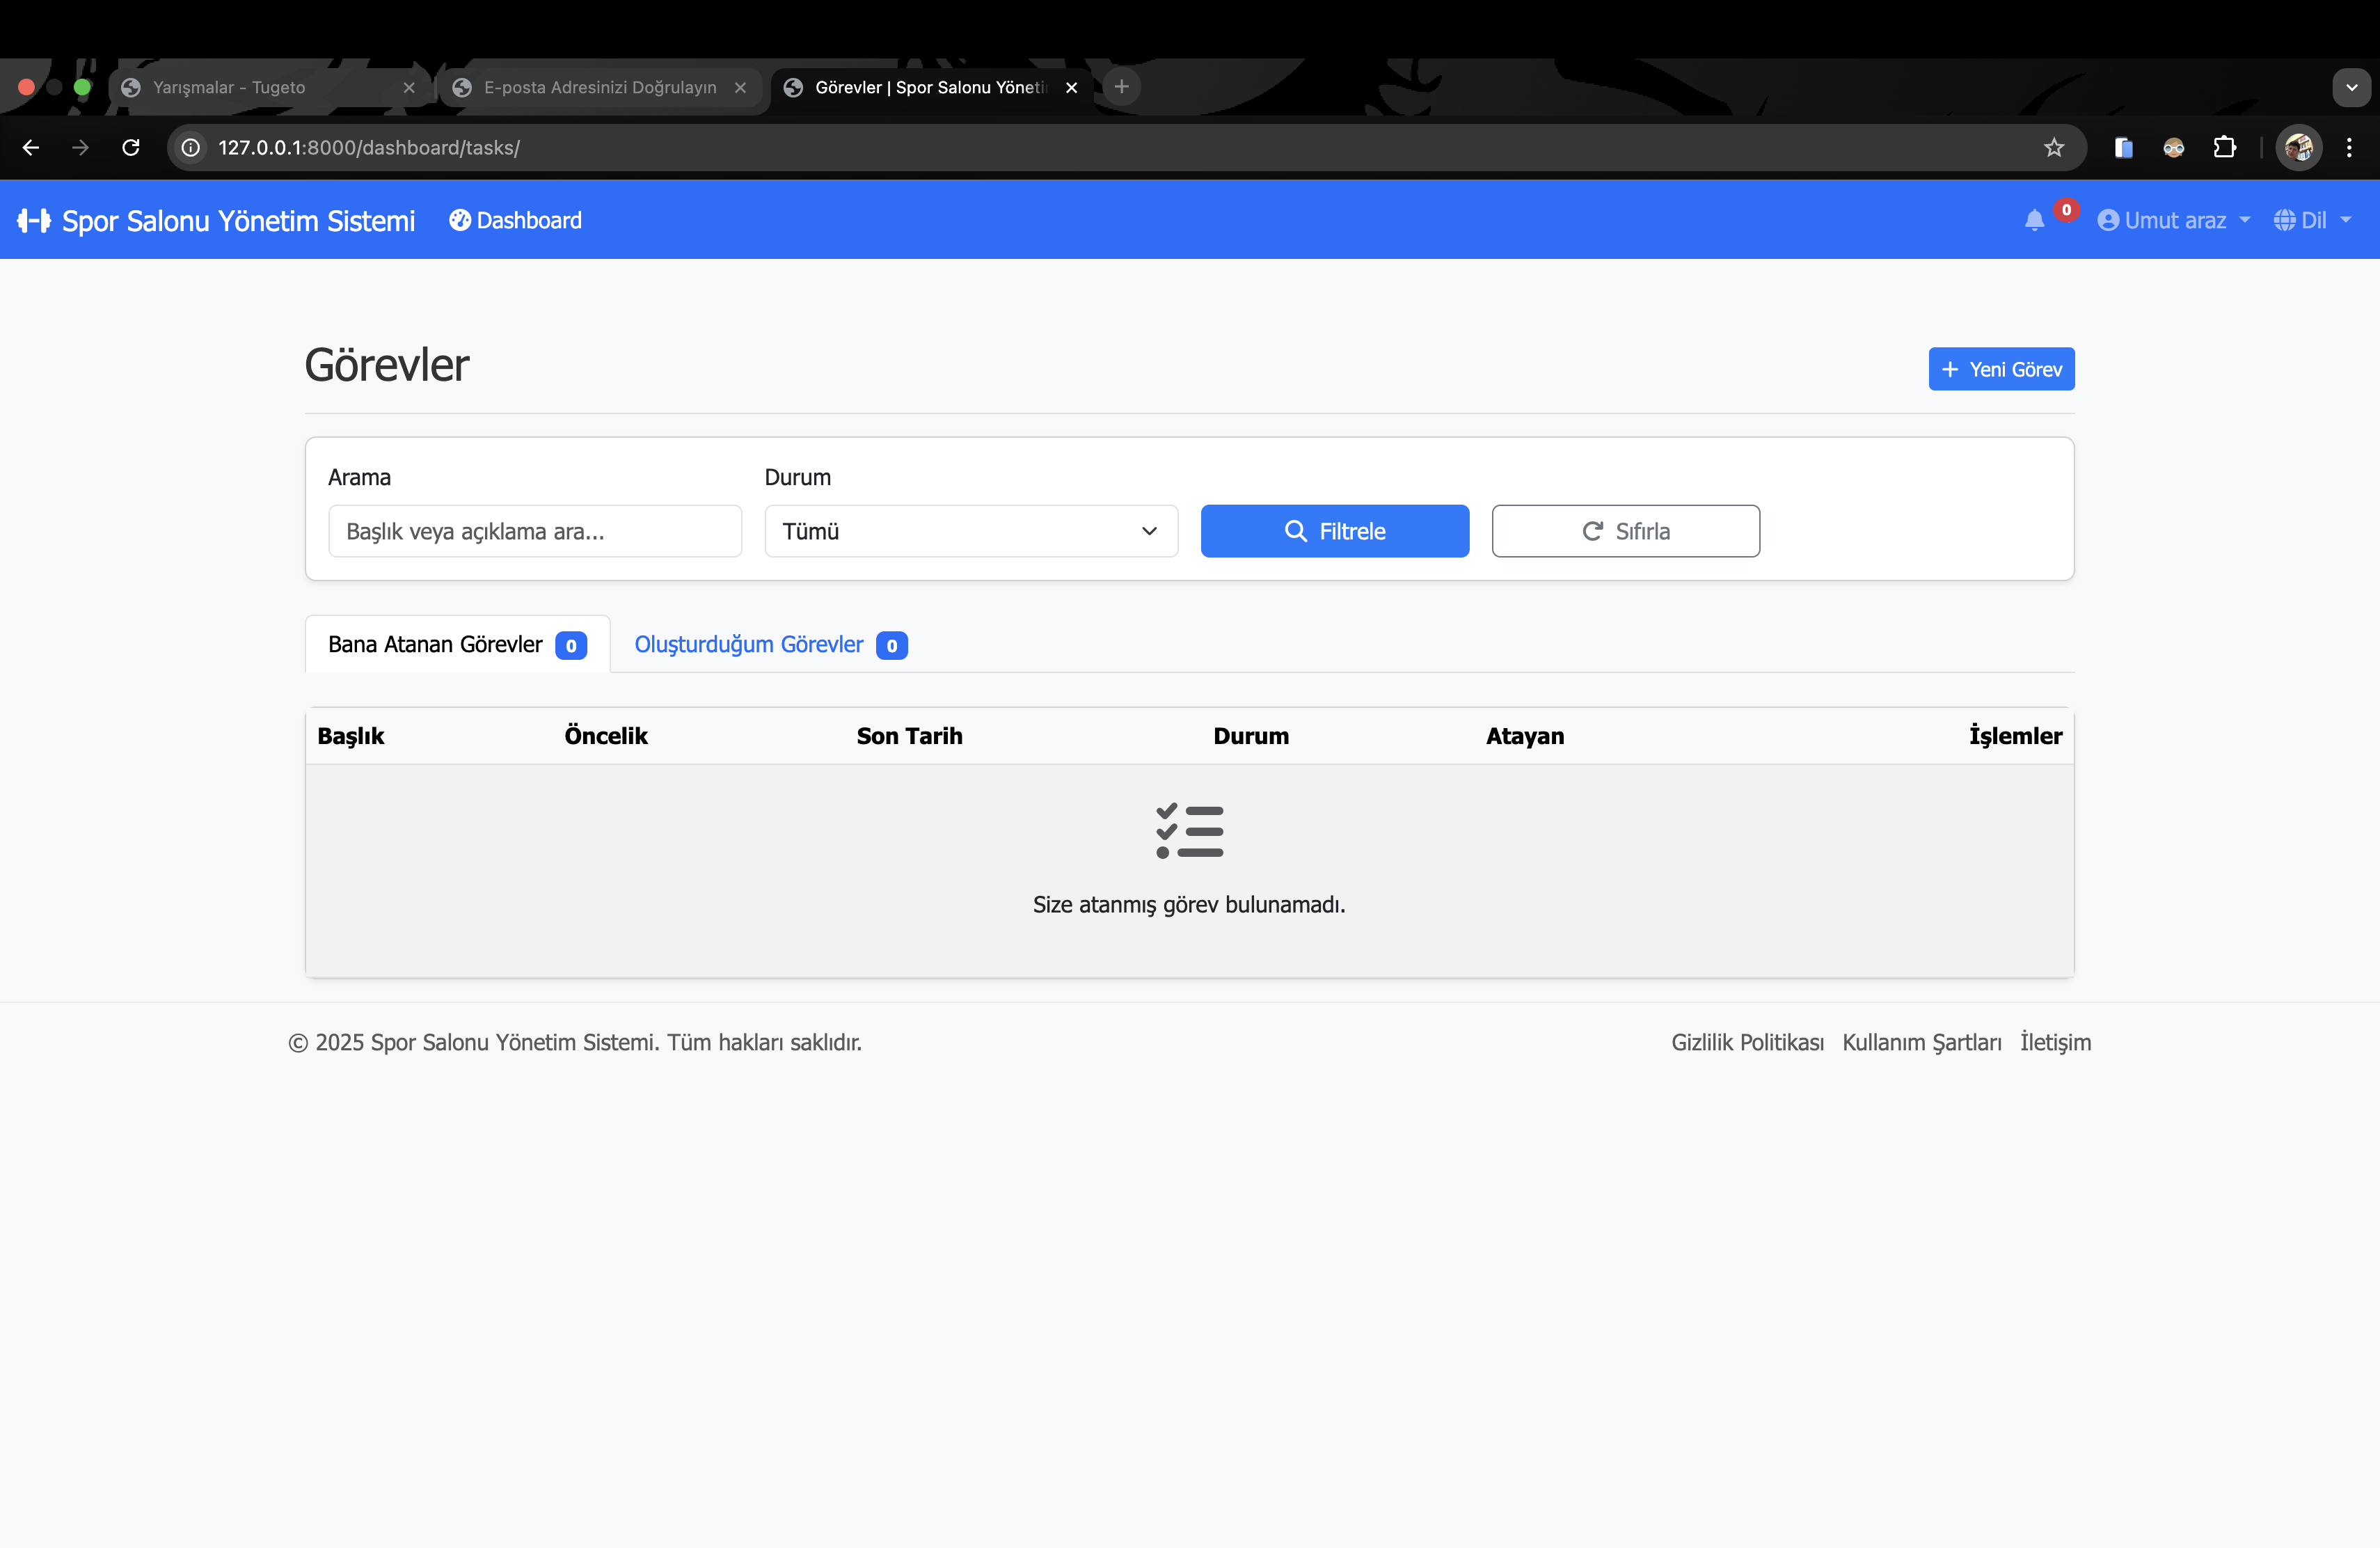 Yarışmalar - Tugeto
E-posta Adresinizi Doğrulayın
Görevler | Spor Salonu Yöneti
127.0.0.1:8000/dashboard/tasks/
Spor Salonu Yönetim Sistemi
Dashboard
0
Umut araz
Dil
Görevler
Yeni Görev
Arama
Durum
Başlık veya açıklama ara...
Tümü
Filtrele
Sıfırla
Bana Atanan Görevler 0
Oluşturduğum Görevler 0
Başlık Öncelik Son Tarih Durum Atayan İşlemler
Size atanmış görev bulunamadı.
© 2025 Spor Salonu Yönetim Sistemi. Tüm hakları saklıdır.
Gizlilik Politikası Kullanım Şartları İletişim